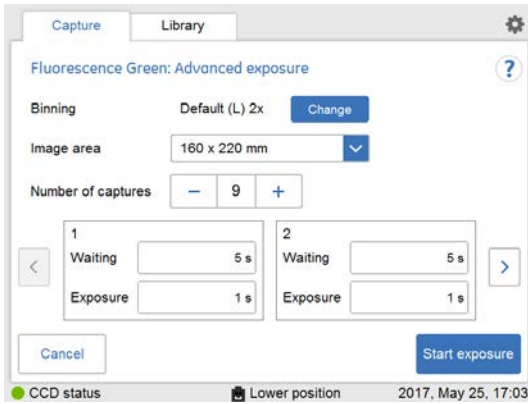 Capture Library
Fluorescence Green: Advanced exposure ?
Binning Default (L) 2x Change
Image area 160 x 220 mm
Number of captures − 9 +
1 2
Waiting 5 s Waiting 5 s
< >
Exposure 1 s Exposure 1 s
Cancel Start exposure
CCD status Lower position 2017, May 25, 17:03